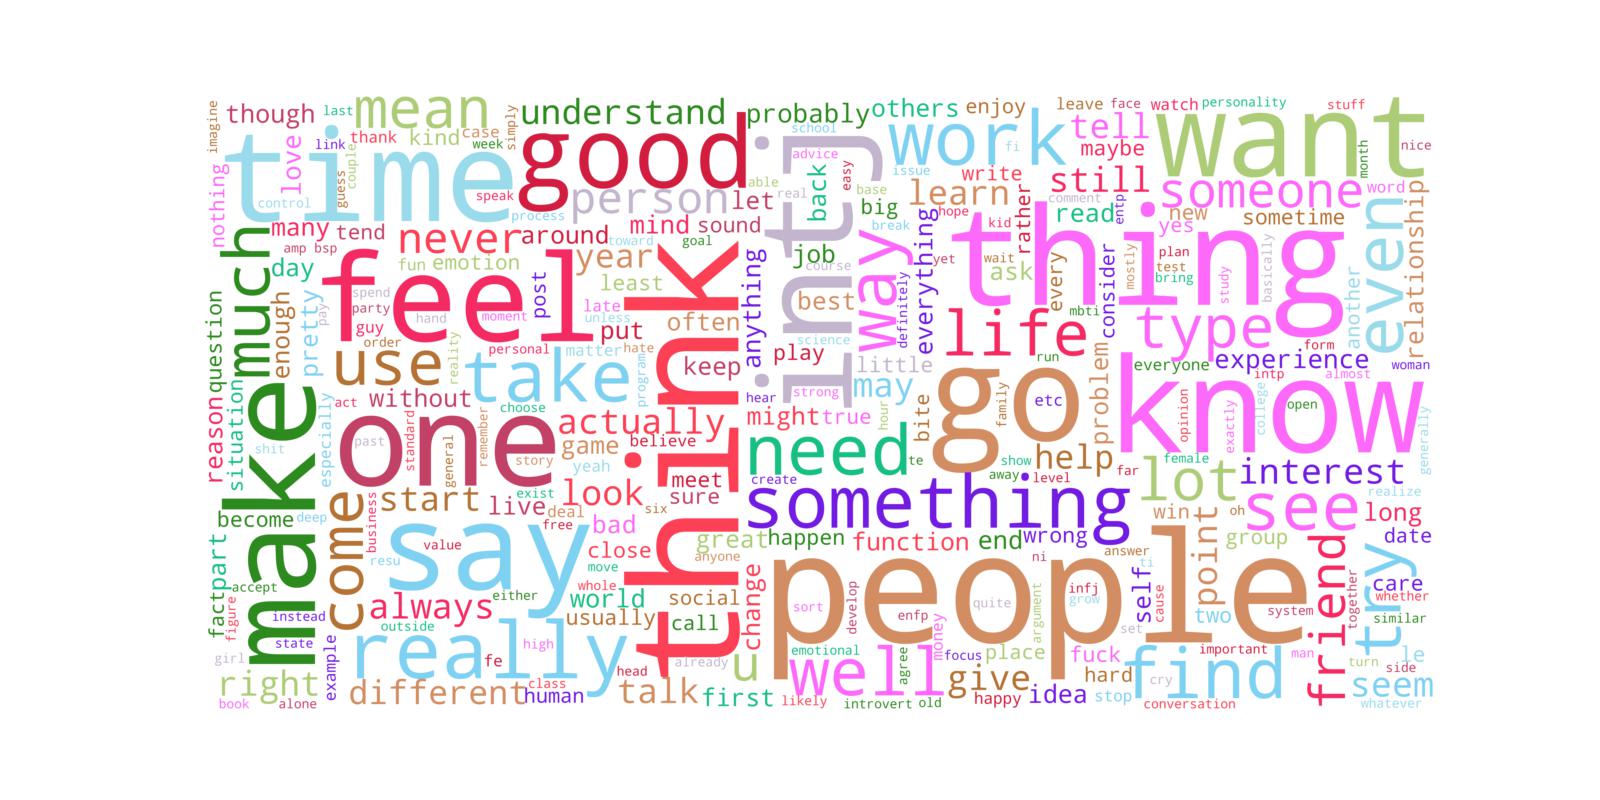 imagine
though
last
mean
simply
understand
probably
others
enjoy
leave
face
watch
personality
stuff
want
thank
kind
case
week
link
love
couple
guess
time
good
school
advice
intj
work
fi
tell
maybe
month
nice
nothing
control
speak
process
person
let
able
real
back
easy
base
issue
learn
write
rather
still
comment
read
entp
someone
word
new
sometime
yes
relationship
many
tend
amp
bsp
never
around
mind
sound
toward
goal
big
break
hope
kid
way
everything
yet
thing
wait
ask
every
consider
mostly
plan
test
bring
study
basically
another
even
day
much
make
fun
emotion
year
least
post
feel
enough
pretty
pay
spend
party
guy
order
hand
moment
late
unless
put
often
think
anything
job
course
best
definitely
science
play
little
life
mbti
type
form
everyone
experience
intp
almost
woman
question
reason
situation
use
reality
personal
matter
hate
program
take
keep
strong
hear
may
run
go
family
etc
problem
know
opinion
exactly
college
open
generally
especially
act
without
choose
standard
past
general
remember
one
actually
game
believe
might
true
hour
bite
need
te
show
help
far
away
level
female
lot
interest
shit
story
yeah
meet
sure
look
create
something
exist
start
live
deal
free
six
bad
become
deep
come
business
resu
say
value
close
move
great
anyone
happen
function
end
wrong
answer
ni
ti
win
oh
point
see
group
realize
long
date
fact
part
accept
figure
instead
state
girl
right
book
alone
example
always
either
outside
really
fe
high
whole
world
usually
social
call
change
people
sort
develop
enfp
quite
argument
infj
grow
set
self
cause
two
system
friend
together
try
care
whether
similar
different
class
human
head
talk
already
u
first
well
likely
emotional
introvert
agree
old
money
focus
give
place
happy
idea
fuck
hard
stop
cry
find
important
conversation
man
turn
le
side
seem
whatever